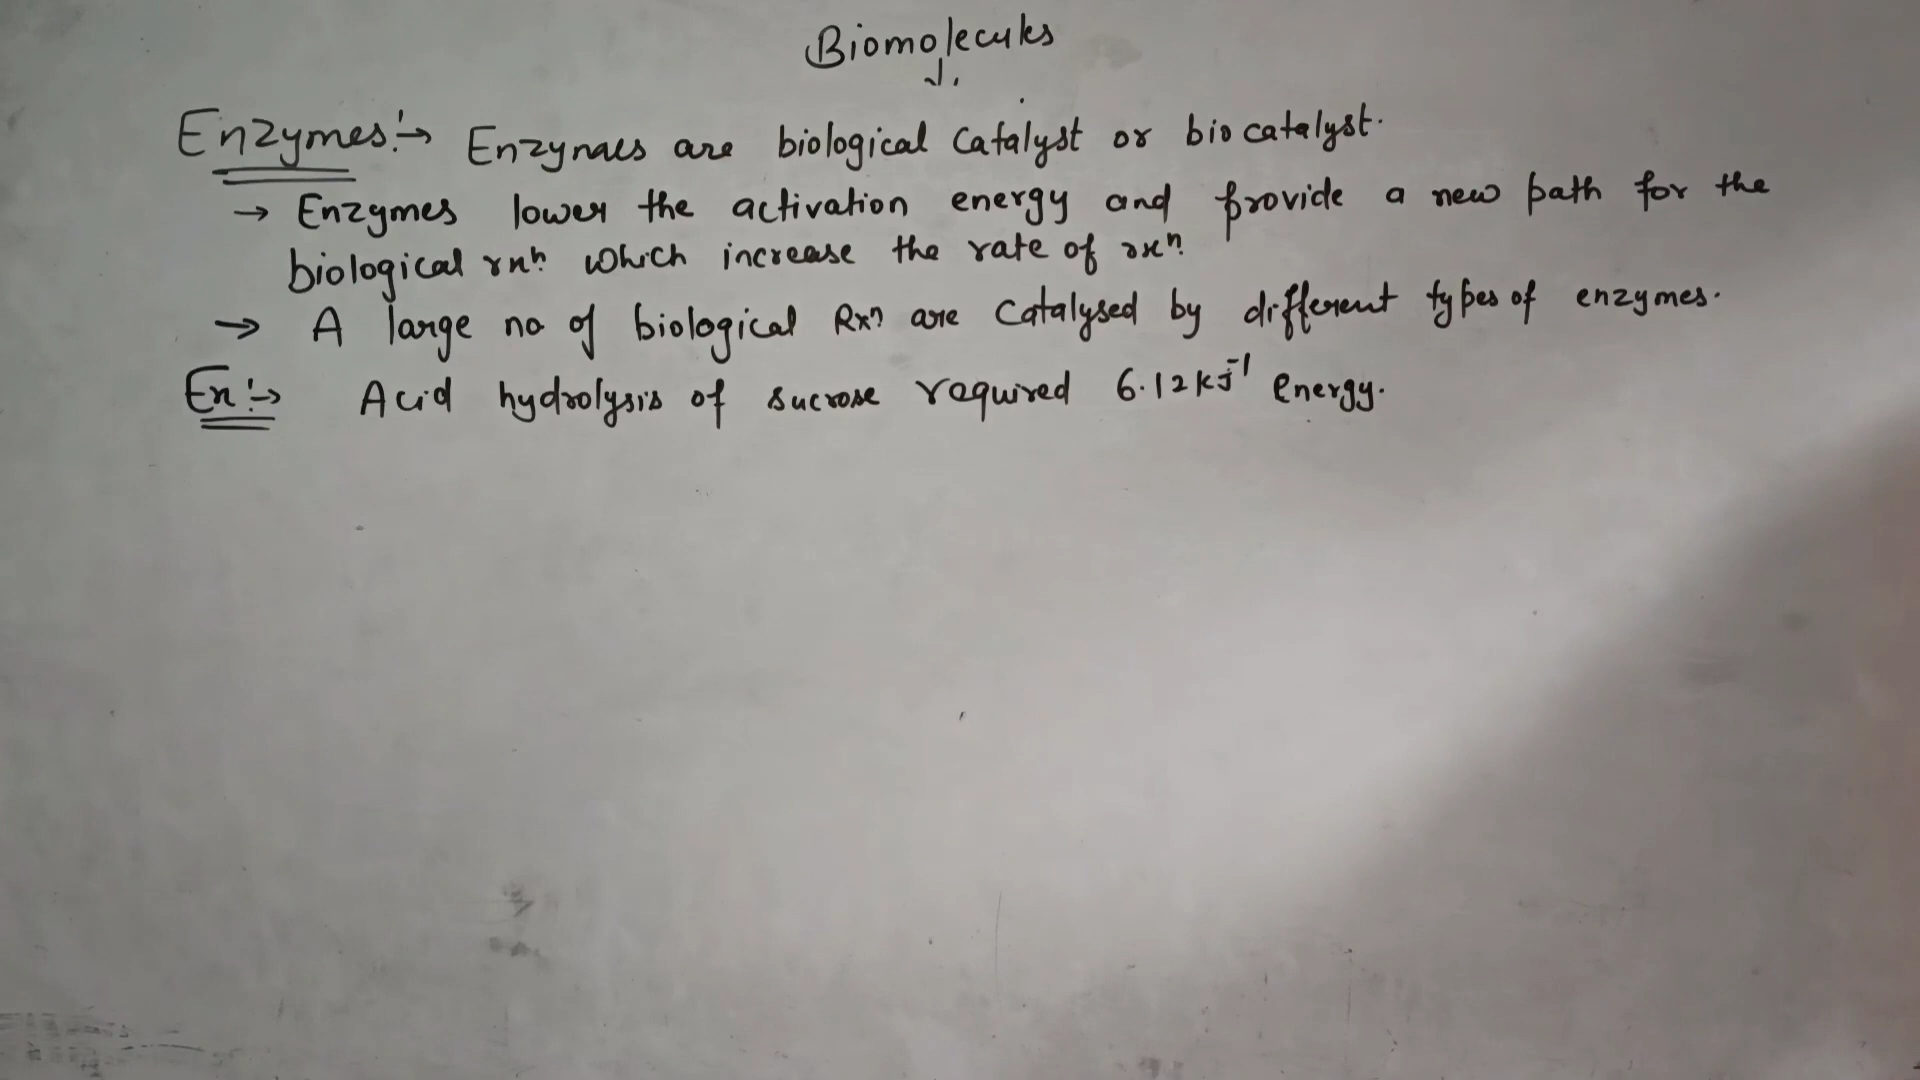 Biomolecules
↓.
Enzymes:→ Enzymes are biological catalyst or biocatalyst.
→ Enzymes lower the activation energy and provide a new path for the
biological rxn. which increase the rate of rxn.
→ A large no of biological Rxn are catalysed by different types of enzymes.
Ex:→ Acid hydrolysis of sucrose required 6.12kJ⁻¹ energy.